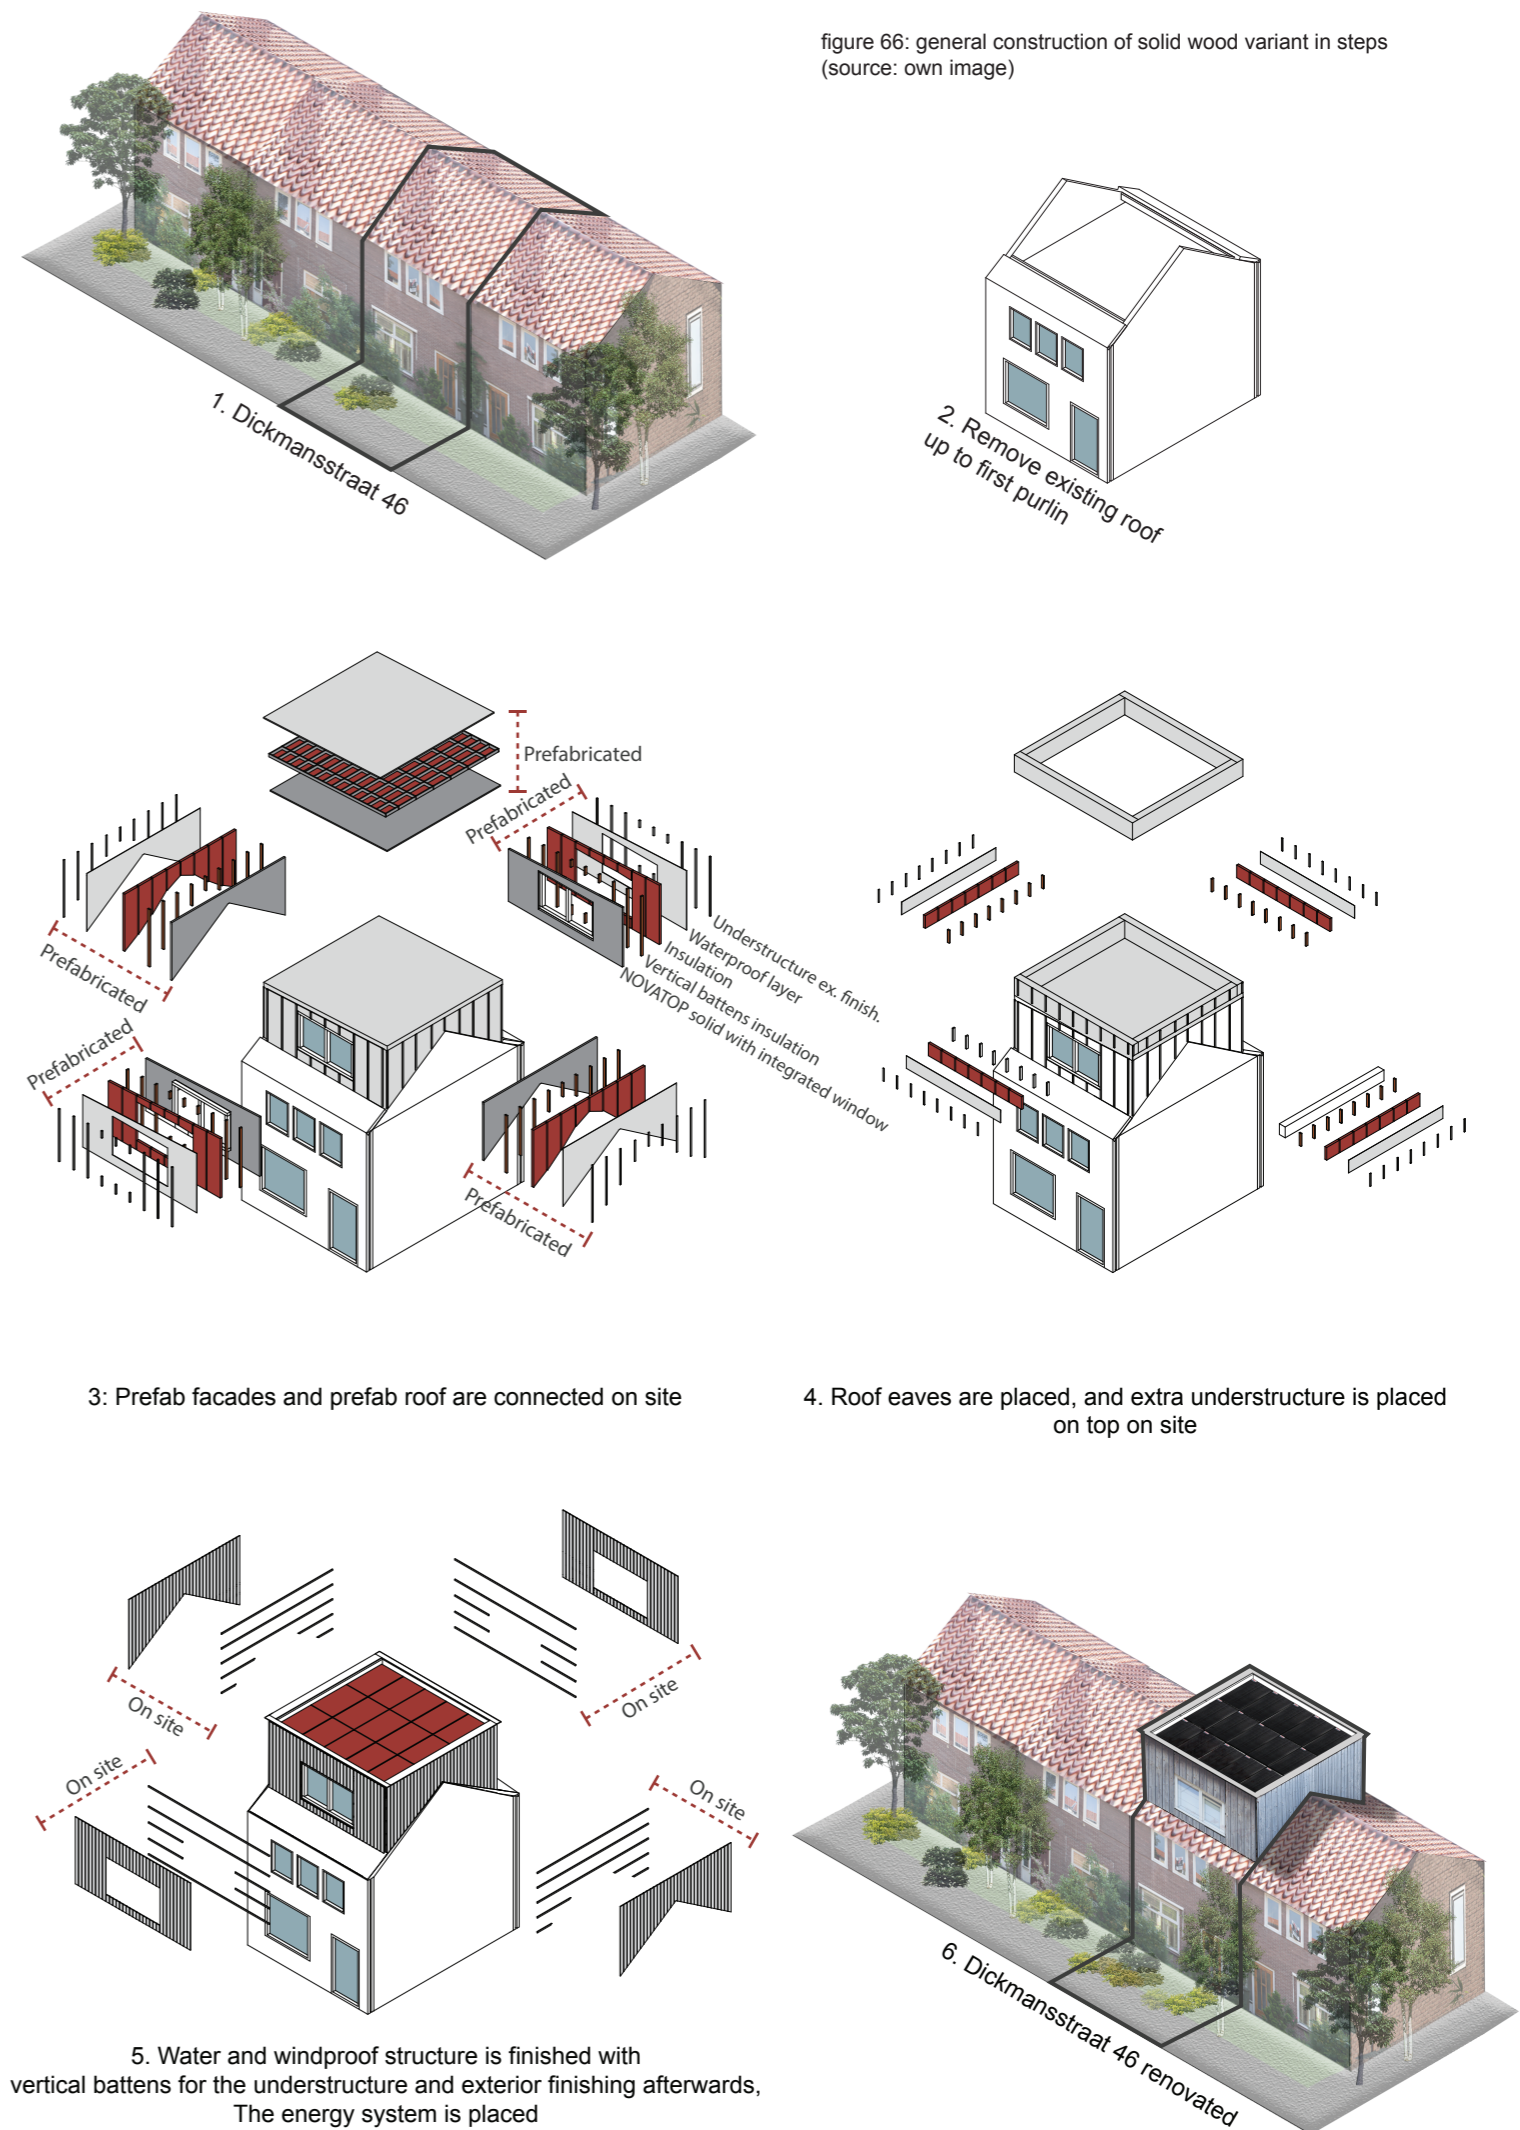 figure 66: general construction of solid wood variant in steps
(source: own image)
1. Dickmansstraat 46
2. Remove existing roof
up to first purlin
Prefabricated
Prefabricated
Prefabricated
Prefabricated
Prefabricated
Understructure ex. finish.
Waterproof layer
Insulation
Vertical battens insulation
NOVATOP solid with integrated window
3: Prefab facades and prefab roof are connected on site
4. Roof eaves are placed, and extra understructure is placed
on top on site
On site
On site
On site
On site
5. Water and windproof structure is finished with
vertical battens for the understructure and exterior finishing afterwards,
The energy system is placed
6. Dickmansstraat 46 renovated